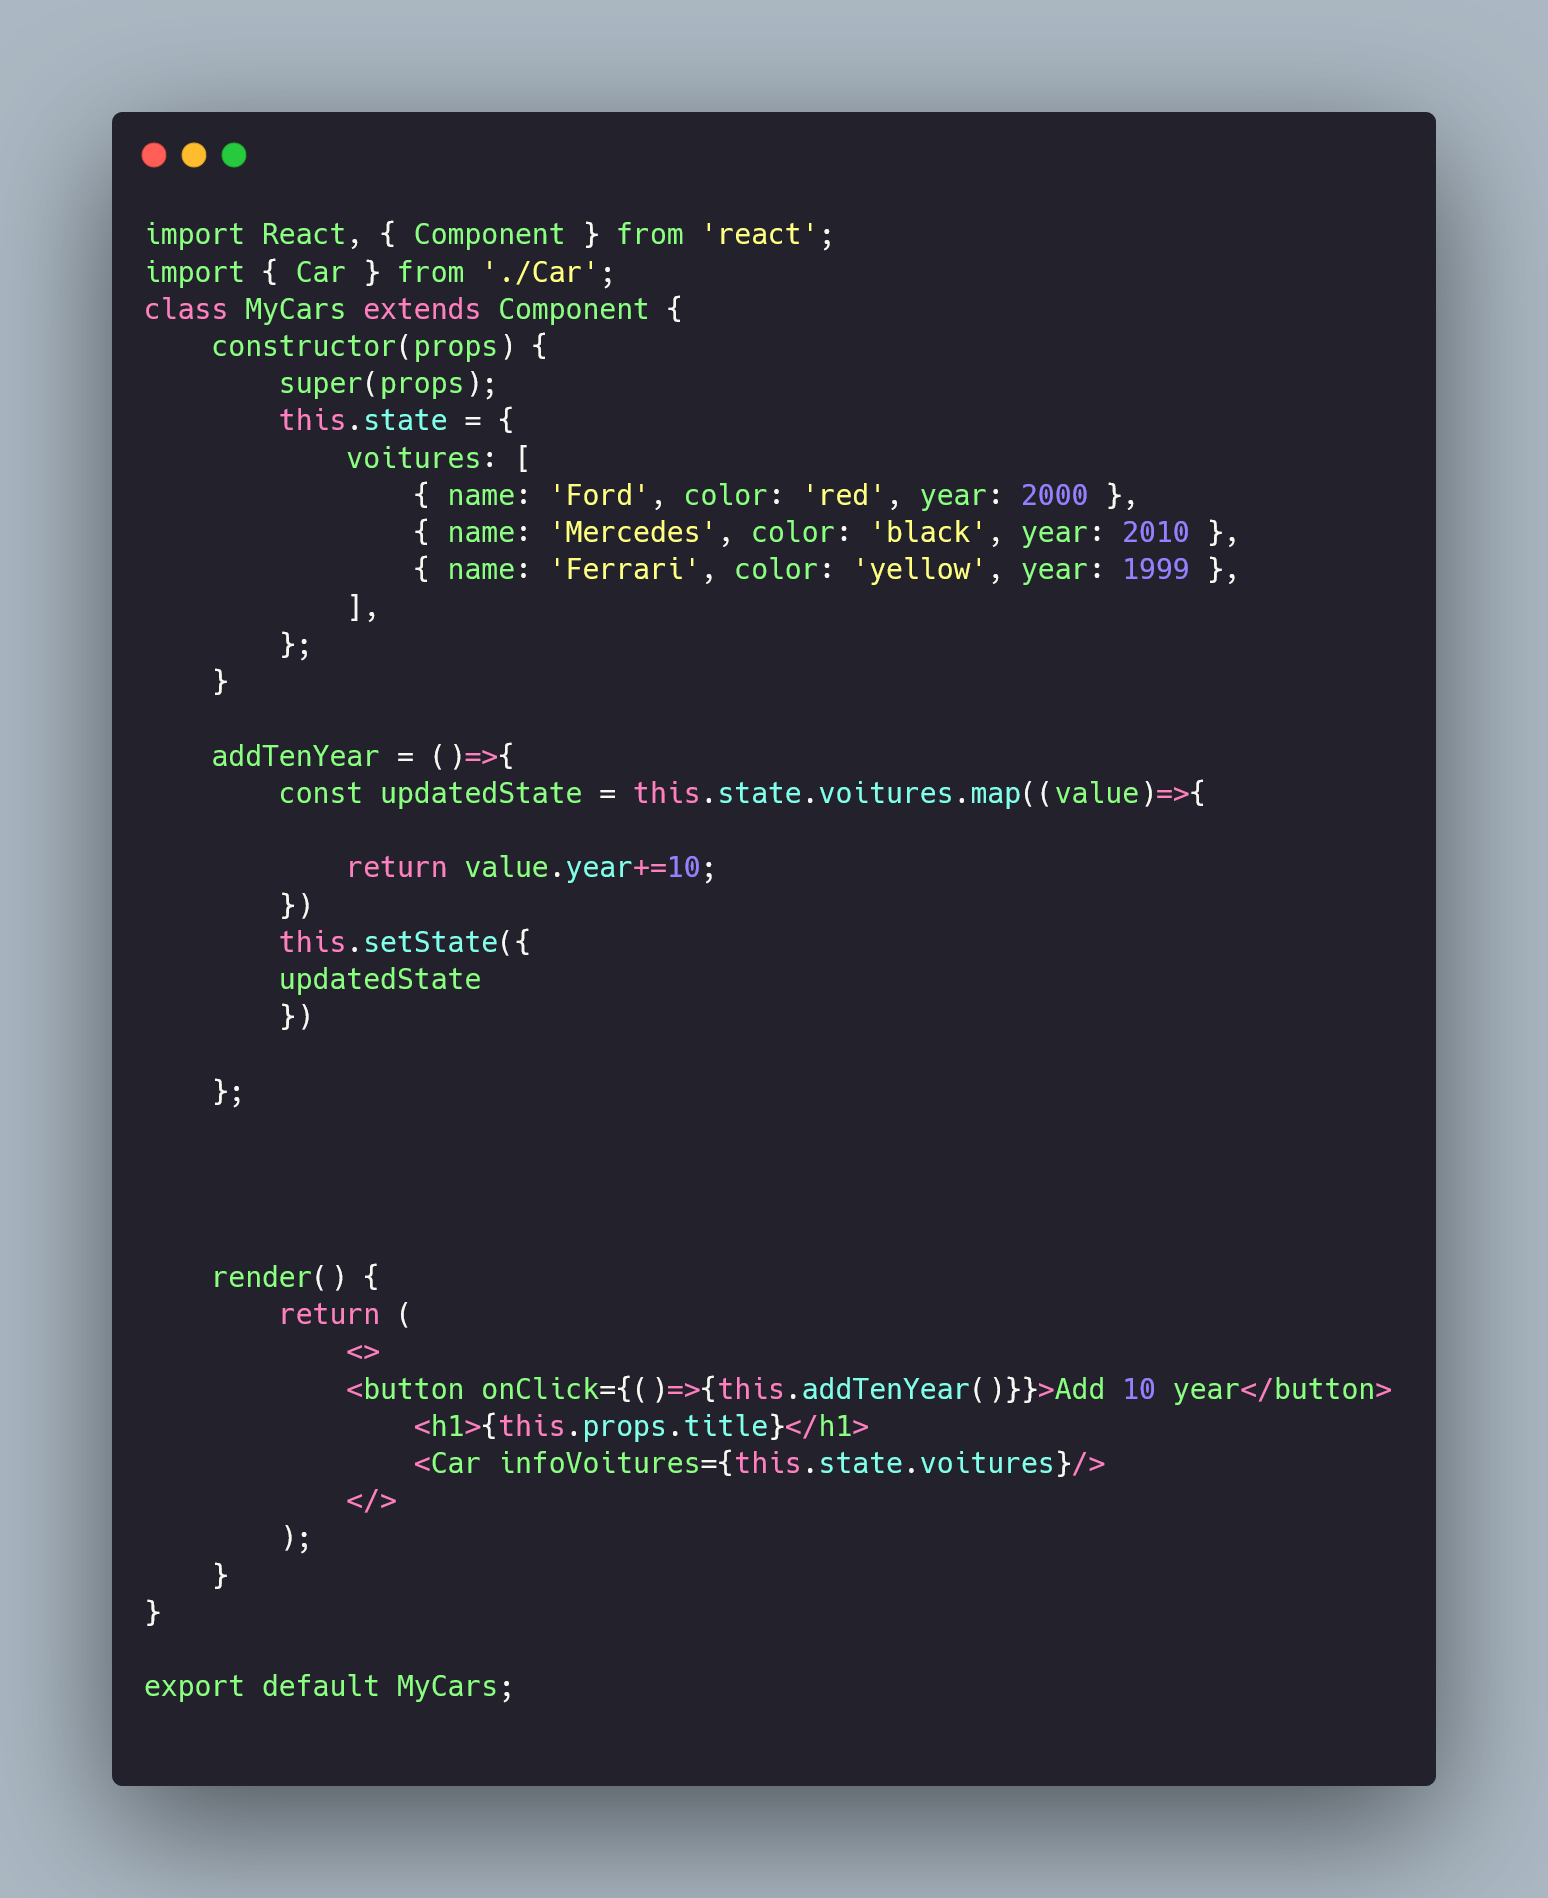 import React, { Component } from 'react';
import { Car } from './Car';
class MyCars extends Component {
    constructor(props) {
        super(props);
        this.state = {
            voitures: [
                { name: 'Ford', color: 'red', year: 2000 },
                { name: 'Mercedes', color: 'black', year: 2010 },
                { name: 'Ferrari', color: 'yellow', year: 1999 },
            ],
        };
    }

    addTenYear = ()=>{
        const updatedState = this.state.voitures.map((value)=>{

            return value.year+=10;
        })
        this.setState({
        updatedState
        })

    };

    render() {
        return (
            <>
            <button onClick={()=>{this.addTenYear()}}>Add 10 year</button>
                <h1>{this.props.title}</h1>
                <Car infoVoitures={this.state.voitures}/>
            </>
        );
    }
}

export default MyCars;